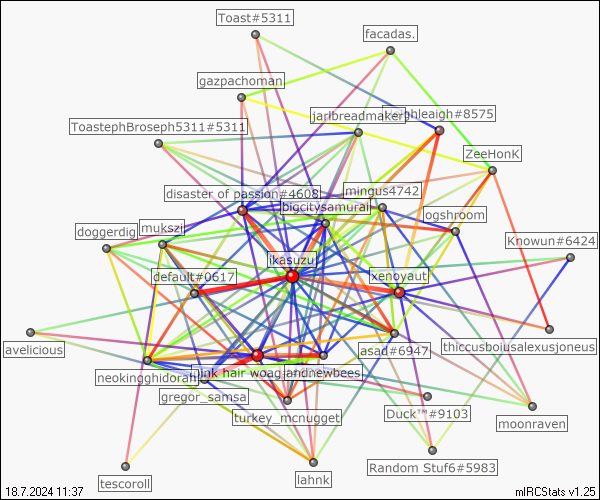 Toast#5311
facadas.
gazpachoman
jarlbreadmaker
ighleigh#8575
ToastephBroseph5311#5311
ZeeHonK
disaster of passion#4608
mingus4742
bigcitysamurai
ogshroom
mukszi
doggerdig
Knowun#6424
ikasuzu
default#0617
xenoyaut
avelicious
asad#6947
thiccusbousalexusjoneus
neokingghidorah
pink hair woag
andnewbees
gregor_samsa
turkey_mcnugget
Duck™#9103
moonraven
Random Stuf6#5983
tescoroll
lahnk
18.7.2024 11:37
mIRCStats v1.25